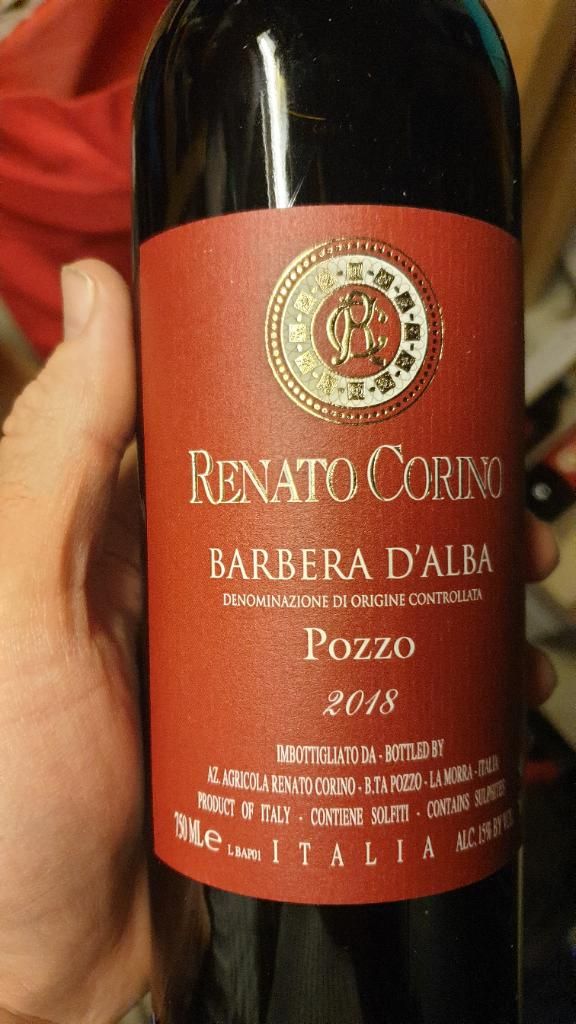 RC
RENATO CORINO
BARBERA D'ALBA
DENOMINAZIONE DI ORIGINE CONTROLLATA
Pozzo
2018
IMBOTTIGLIATO DA - BOTTLED BY
AZ. AGRICOLA RENATO CORINO - B.TA POZZO - LA MORRA - ITALIA
PRODUCT OF ITALY - CONTIENE SOLFITI - CONTAINS SULPHITES
750 ML e L BAP01 ITALIA ALC. 15% BY VOL.